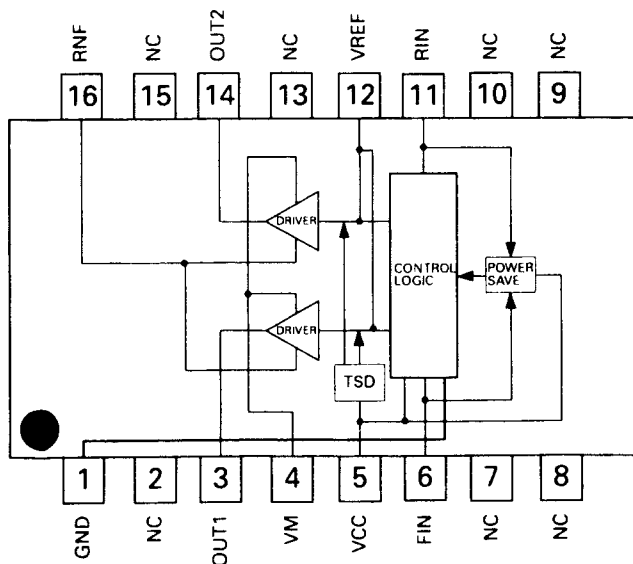 RNF NC OUT2 NC VREF RIN NC NC
16 15 14 13 12 11 10 9
DRIVER
CONTROL
LOGIC
POWER
SAVE
DRIVER
TSD
1 2 3 4 5 6 7 8
GND NC OUT1 VM VCC FIN NC NC